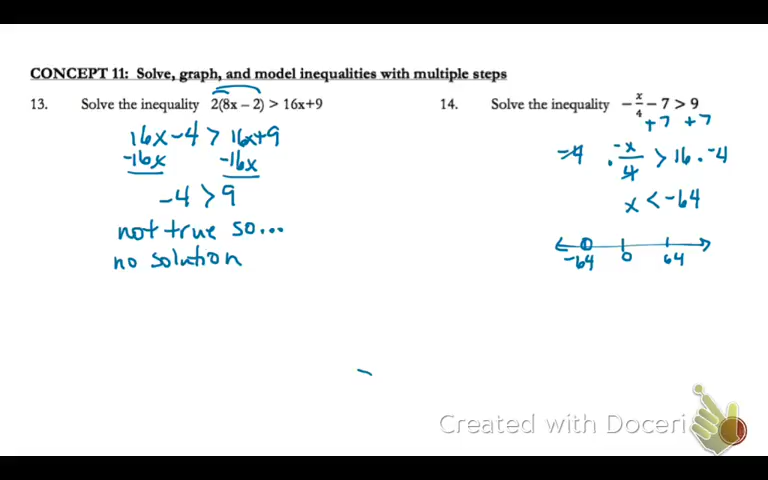 CONCEPT 11: Solve, graph, and model inequalities with multiple steps
13. Solve the inequality 2(8x – 2) > 16x+9
16x – 4 > 16x+9
-16x -16x
-4 > 9
not true so...
no solution
14. Solve the inequality –x/4 – 7 > 9
+7 +7
-4 · -x/4 > 16 · -4
x < -64
-64 0 64
Created with Doceri